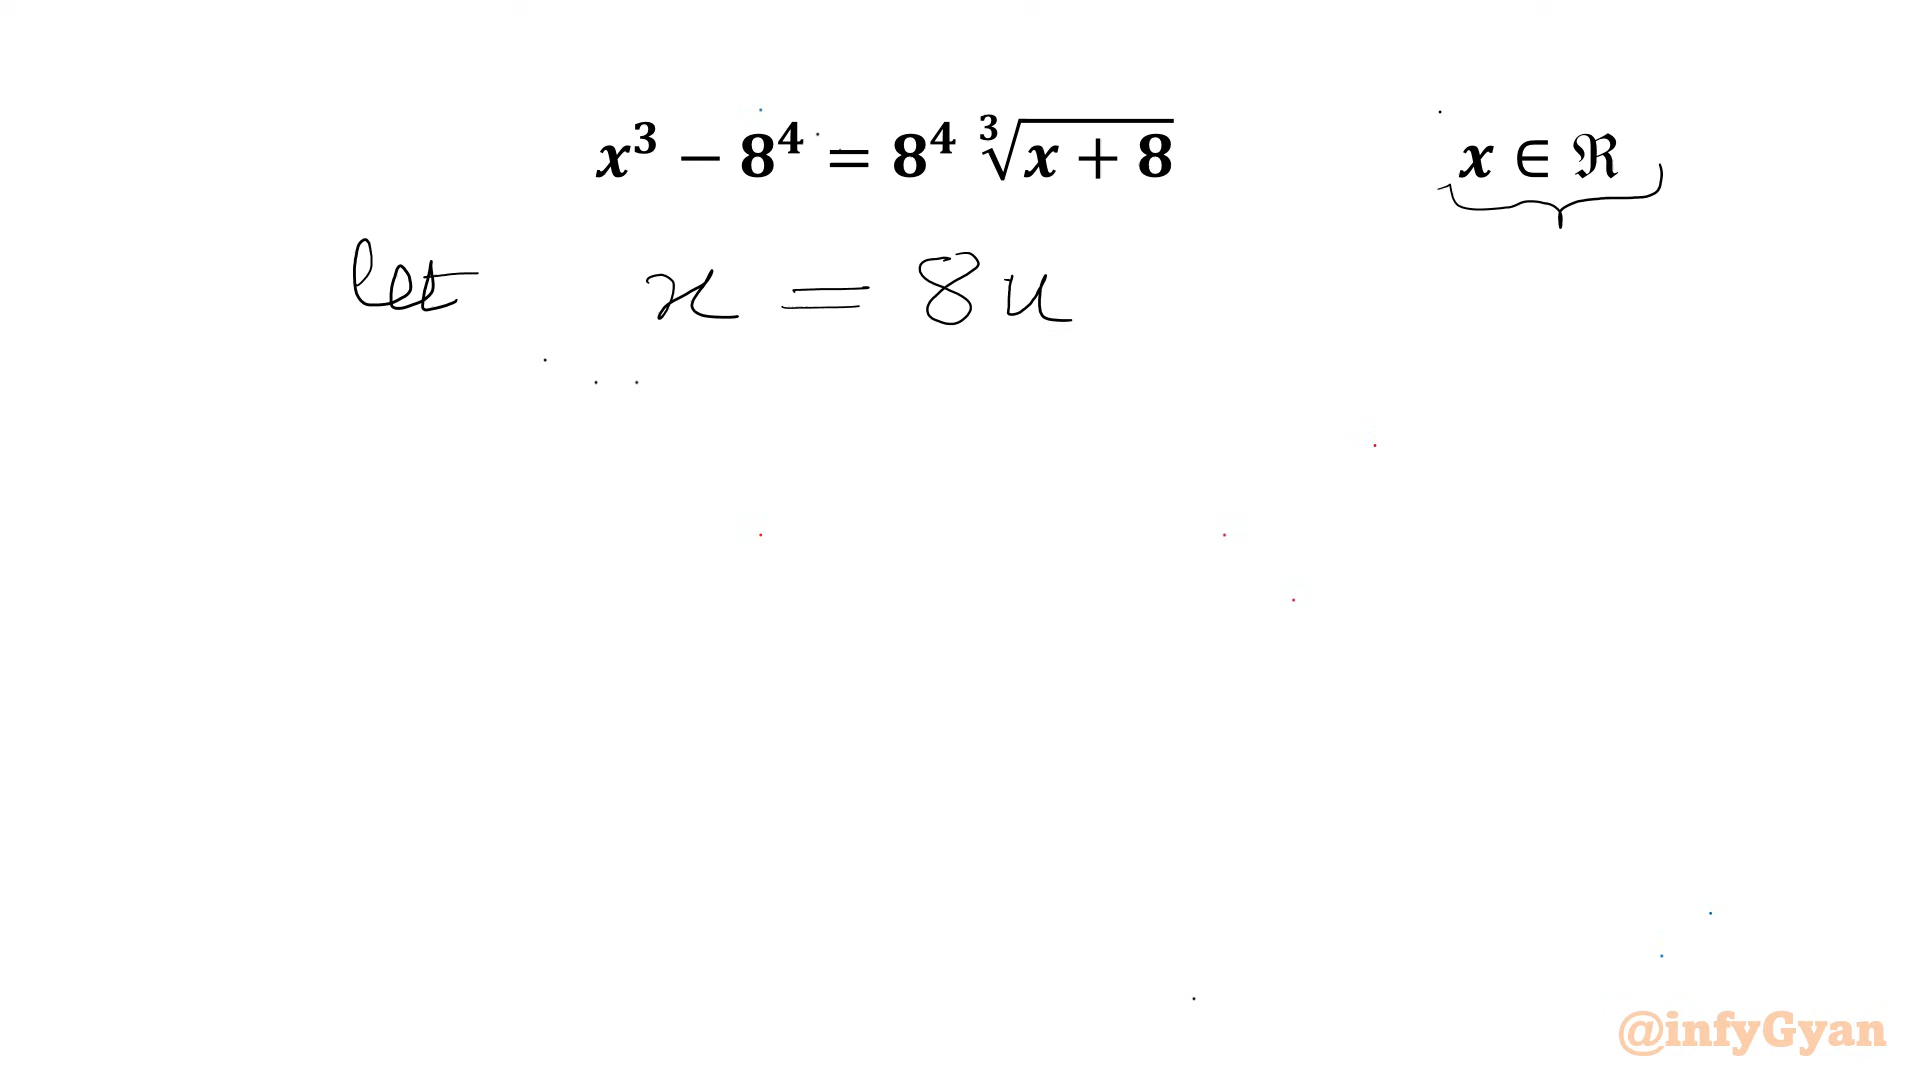 x³ − 8⁴ = 8⁴ ∛(x + 8) x ∈ ℜ
let x = 8u
@infyGyan